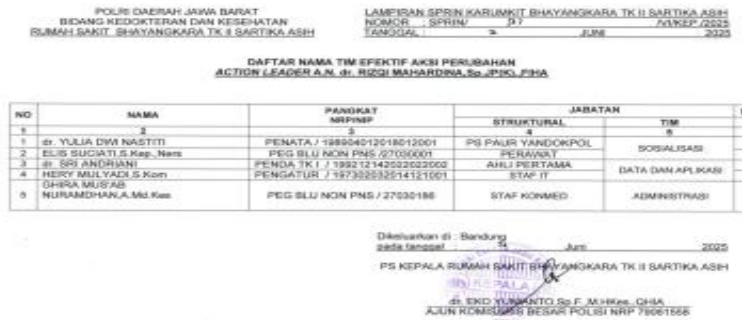 POLRI DAERAH JAWA BARAT
BIDANG KEDOKTERAN DAN KESEHATAN
RUMAH SAKIT BHAYANGKARA TK II SARTIKA ASIH
LAMPIRAN SPRIN KARUMKIT BHAYANGKARA TK II SARTIKA ASIH
NOMOR : SPRIN/ /VI/KEP /2025
TANGGAL : JUNI 2025
DAFTAR NAMA TIM EFEKTIF AKSI PERUBAHAN
ACTION LEADER A.N. dr. RIZQI MAHARDINA,Sp.JP(K).,FIHA
NO NAMA PANGKAT NRP/NIP JABATAN
STRUKTURAL TIM
1 2 3 4 5
1 dr. YULIA DWI NASTITI PENATA / 198904012018012001 PS PAUR YANDOKPOL SOSIALISASI
2 ELIS SUCIATI,S.Kep.,Ners PEG BLU NON PNS /27030001 PERAWAT
3 dr. SRI ANDRIANI PENDA TK I / 199212142022022002 AHLI PERTAMA DATA DAN APLIKASI
4 HERY MULYADI,S.Kom PENGATUR / 197302032014121001 STAF IT
5 GHIRA MUS'AB NURAMDHAN,A.Md.Kes PEG BLU NON PNS / 27030186 STAF KONMED ADMINISTRASI
Dikeluarkan di : Bandung
pada tanggal : Juni 2025
PS KEPALA RUMAH SAKIT BHAYANGKARA TK II SARTIKA ASIH
KEPALA
dr. EKO YUNIANTO,Sp.F.,M.HKes.,QHIA
AJUN KOMISARIS BESAR POLISI NRP 79061558